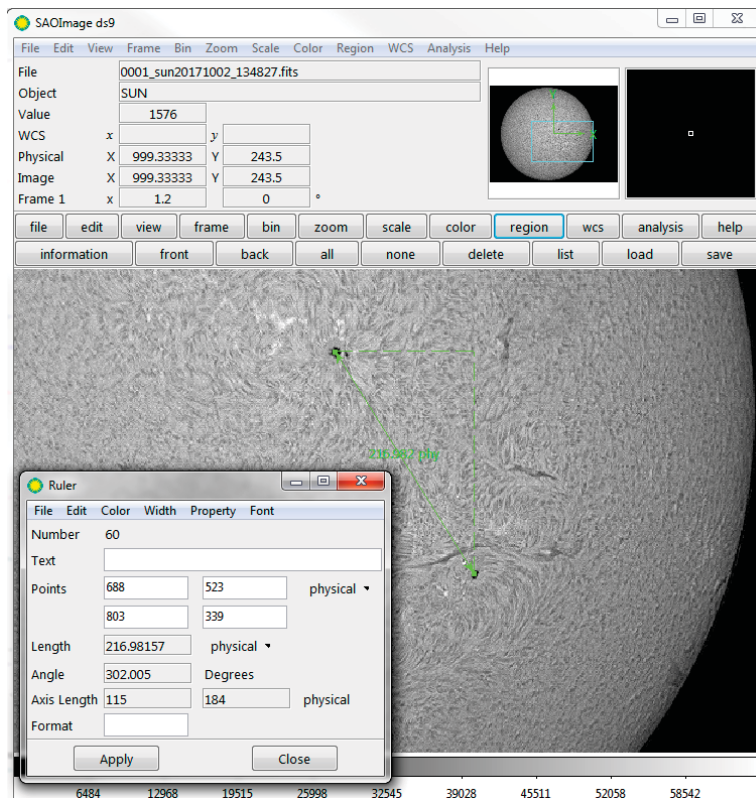 SAOImage ds9
File Edit View Frame Bin Zoom Scale Color Region WCS Analysis Help
File 0001_sun20171002_134827.fits
Object SUN
Value 1576
WCS x y
Physical X 999.33333 Y 243.5
Image X 999.33333 Y 243.5
Frame 1 x 1.2 0 °
file edit view frame bin zoom scale color region wcs analysis help
information front back all none delete list load save
Ruler
File Edit Color Width Property Font
Number 60
Text
Points 688 523 physical
803 339
Length 216.98157 physical
Angle 302.005 Degrees
Axis Length 115 184 physical
Format
Apply Close
6484 12968 19515 25998 32545 39028 45511 52058 58542